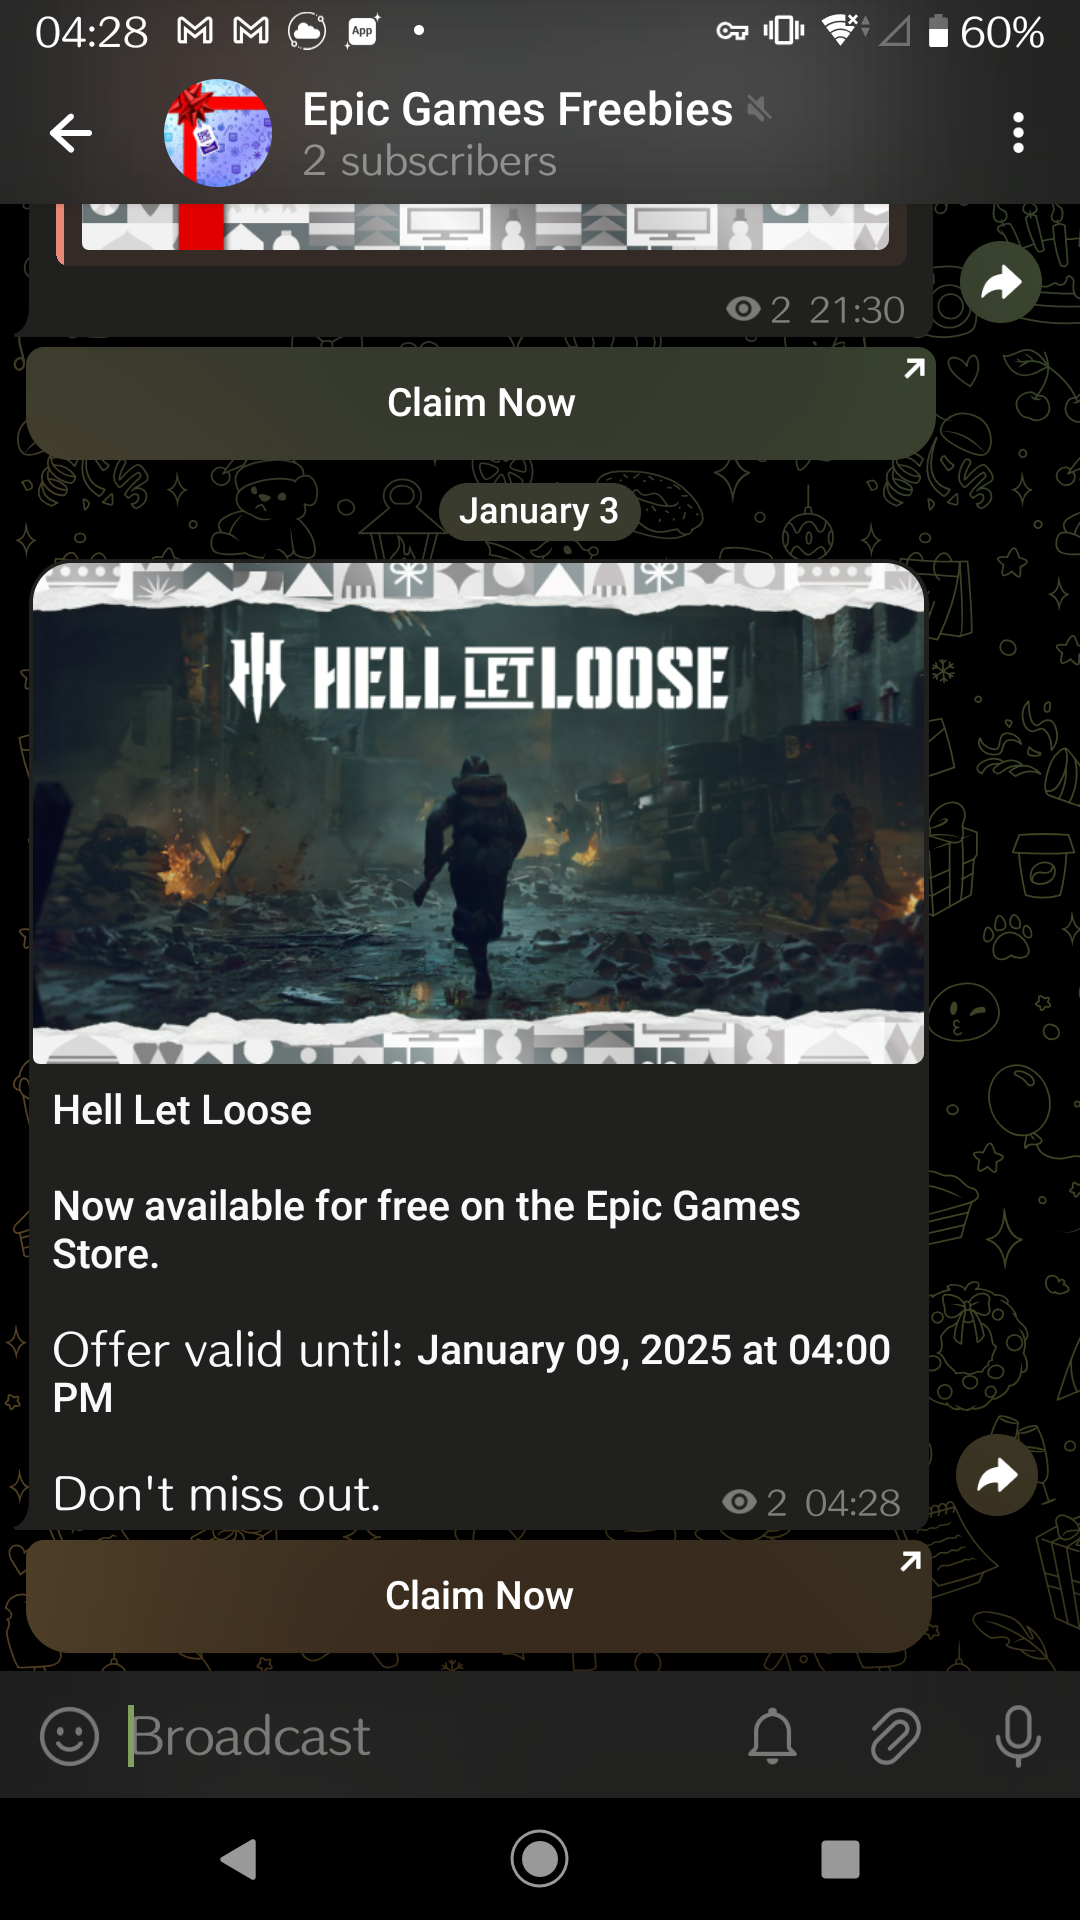 04:28
App
60%
Epic Games Freebies
2 subscribers
2 21:30
Claim Now
January 3
HELL LET LOOSE
Hell Let Loose
Now available for free on the Epic Games
Store.
Offer valid until: January 09, 2025 at 04:00
PM
Don't miss out.
2 04:28
Claim Now
Broadcast